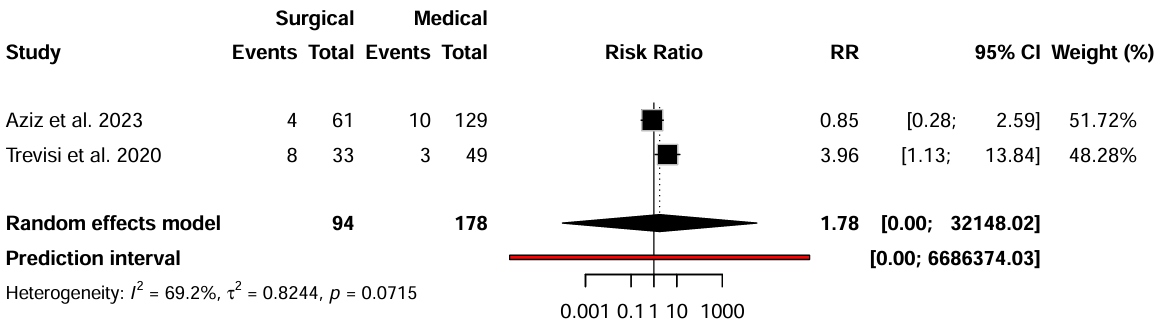 Surgical Medical
Study Events Total Events Total Risk Ratio RR 95% CI Weight (%)
Aziz et al. 2023 4 61 10 129 0.85 [0.28; 2.59] 51.72%
Trevisi et al. 2020 8 33 3 49 3.96 [1.13; 13.84] 48.28%
Random effects model 94 178 1.78 [0.00; 32148.02]
Prediction interval [0.00; 6686374.03]
Heterogeneity: I² = 69.2%, τ² = 0.8244, p = 0.0715
0.001 0.1 1 10 1000